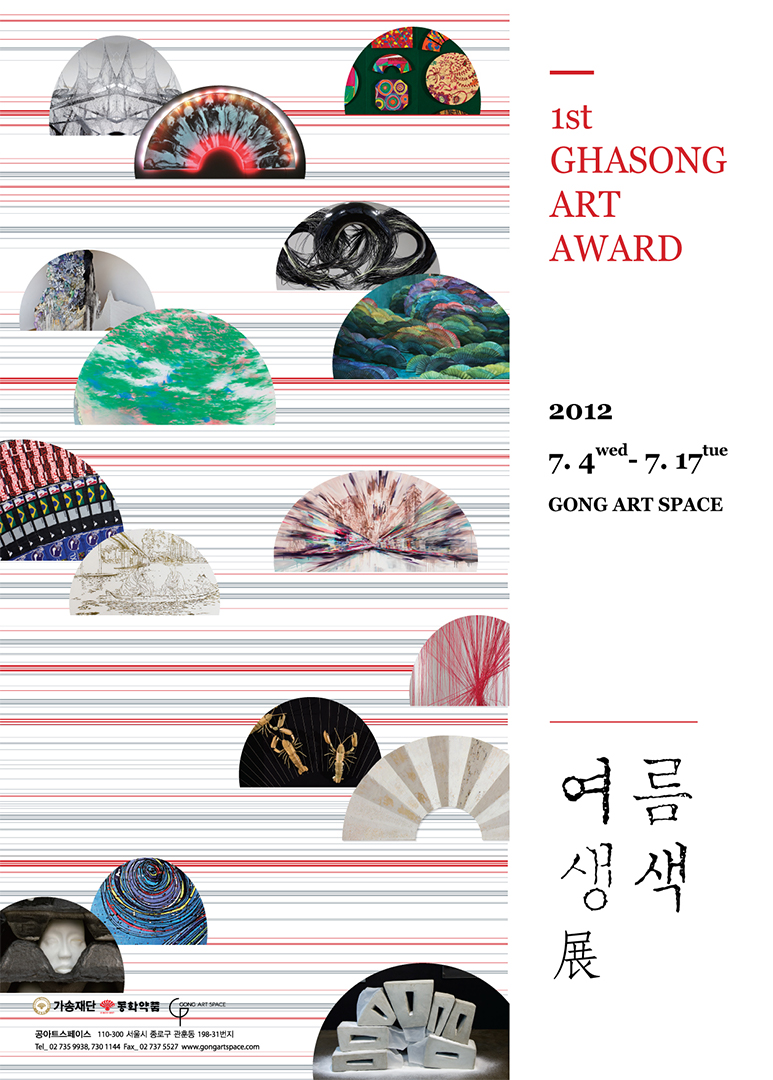 1st
GHASONG
ART
AWARD
2012
7. 4wed- 7. 17tue
GONG ART SPACE
여름
생색
展
가송재단 동화약품 GONG ART SPACE
공아트스페이스 110-300 서울시 종로구 관훈동 198-31번지
Tel_ 02 735 9938, 730 1144 Fax_ 02 737 5527 www.gongartspace.com